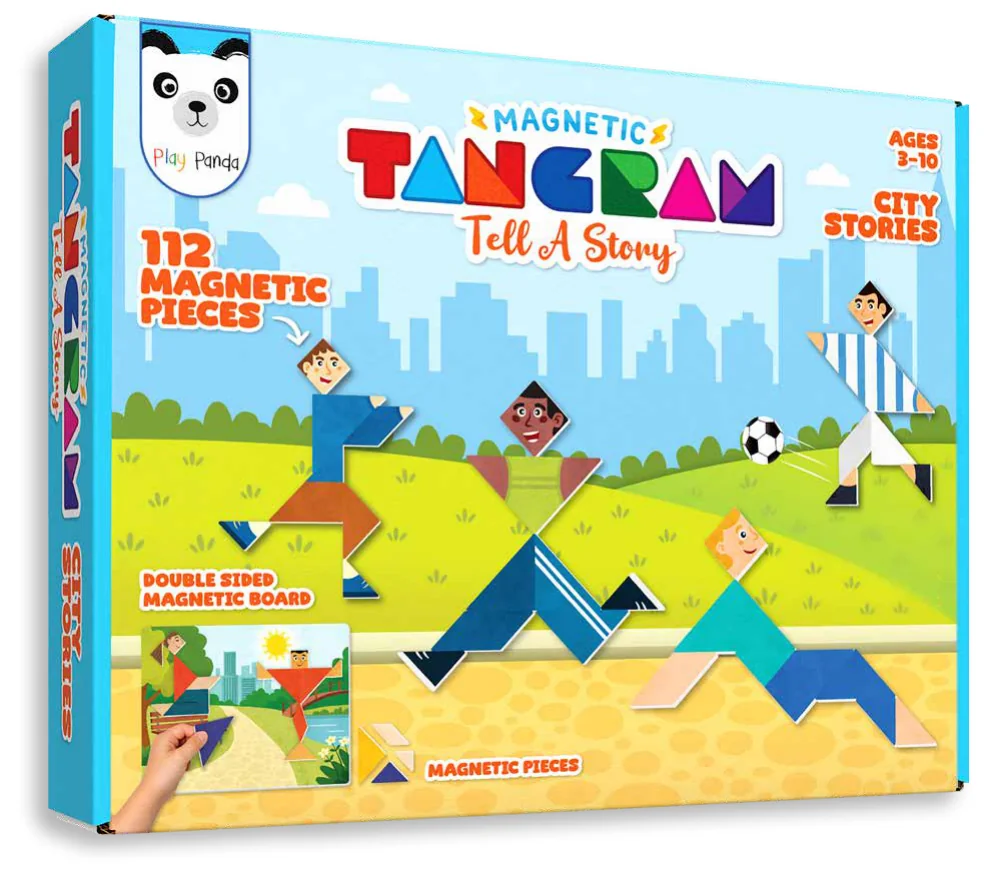 Play Panda
MAGNETIC
TANGRAM
Tell A Story
AGES
3-10
CITY
STORIES
112
MAGNETIC
PIECES
DOUBLE SIDED
MAGNETIC BOARD
MAGNETIC PIECES
MAGNETIC
TANGRAM
Tell A Story
CITY
STORIES